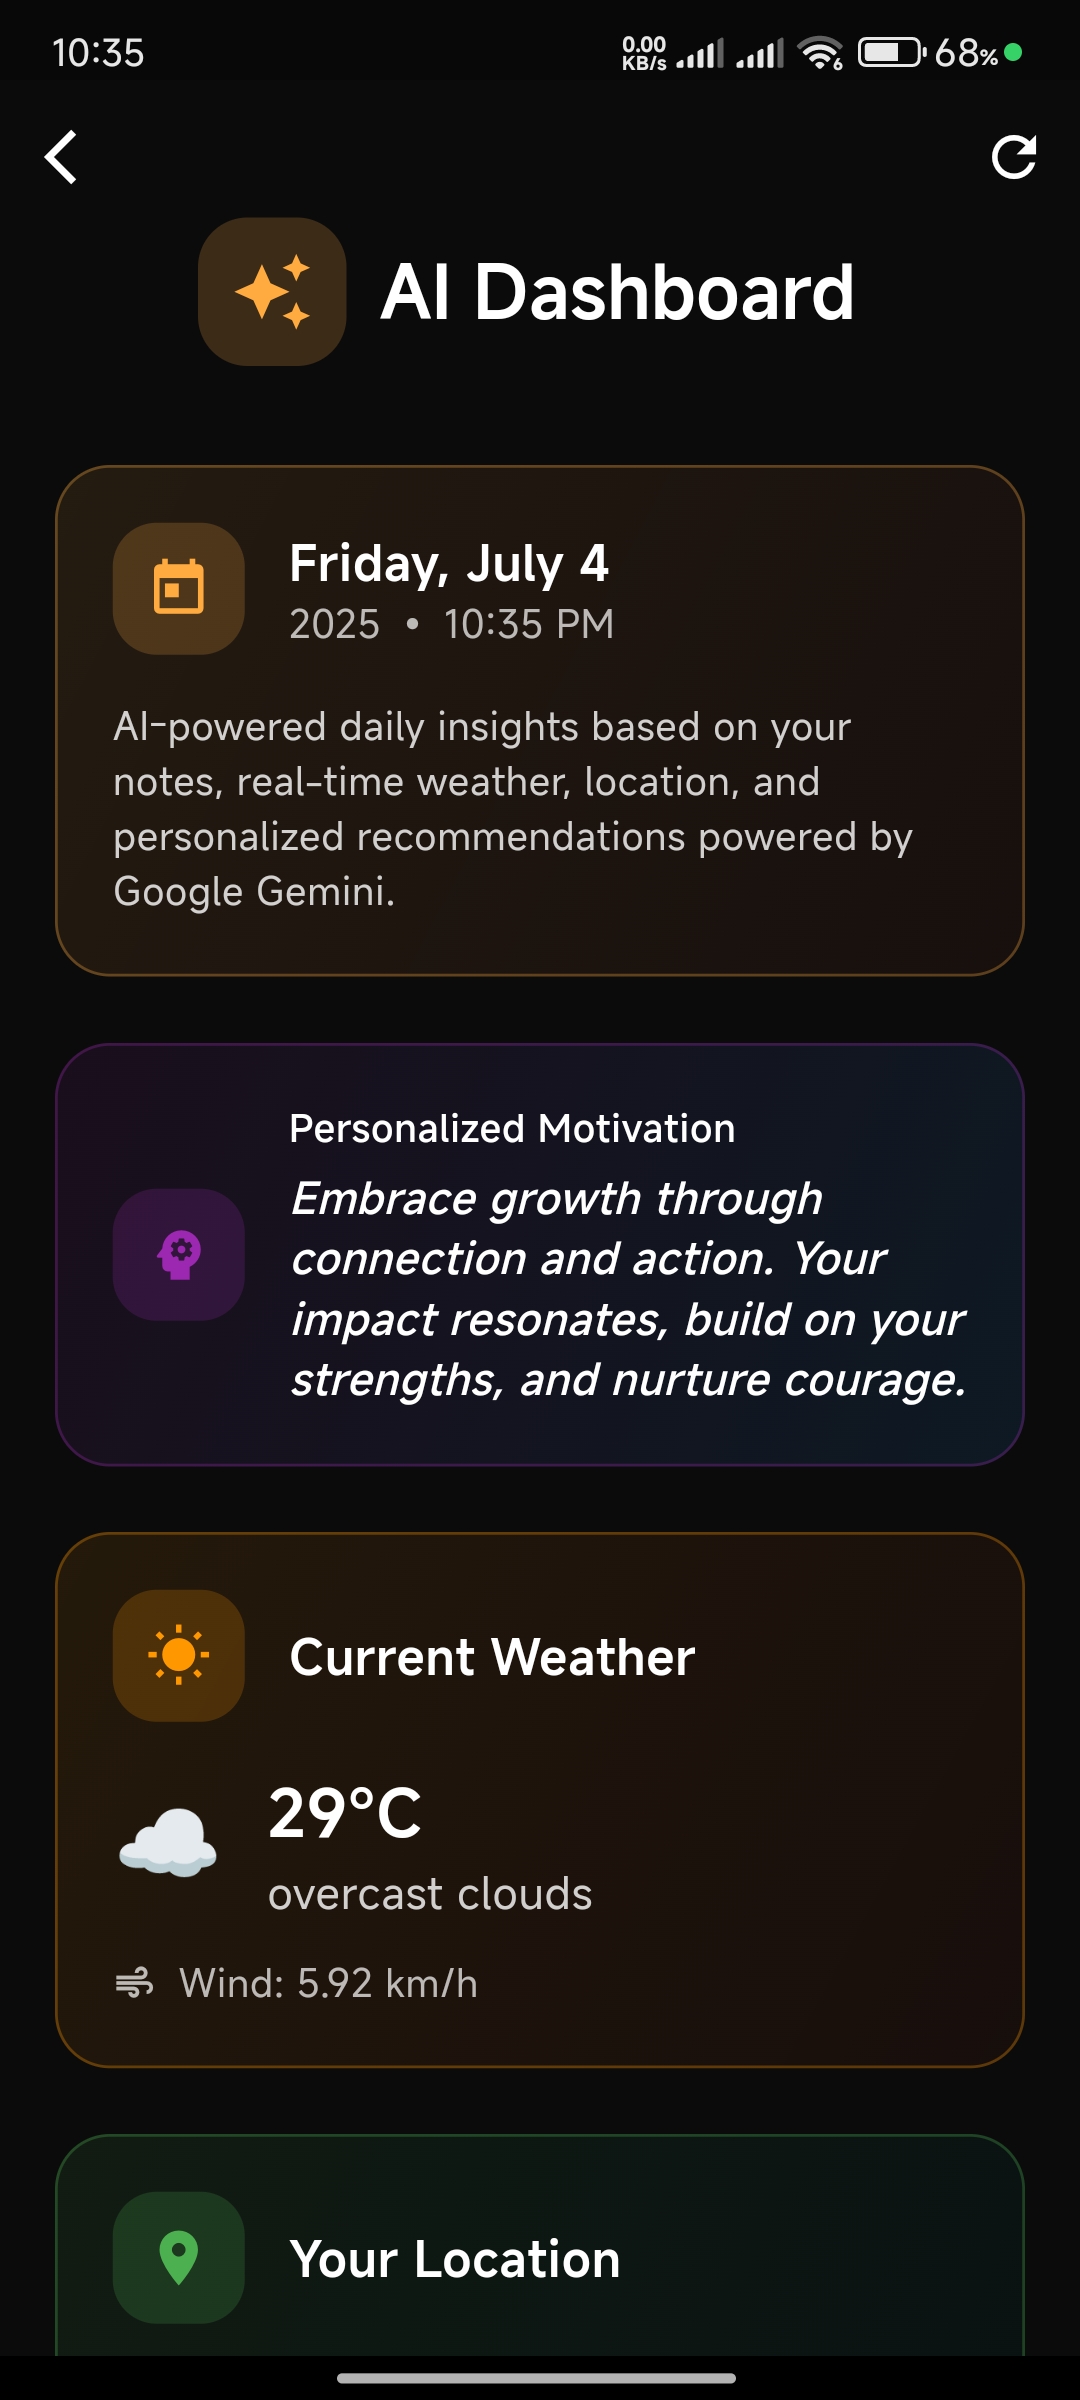 10:35
0.00
KB/s
6
68%
AI Dashboard
Friday, July 4
2025 • 10:35 PM
AI-powered daily insights based on your
notes, real-time weather, location, and
personalized recommendations powered by
Google Gemini.
Personalized Motivation
Embrace growth through
connection and action. Your
impact resonates, build on your
strengths, and nurture courage.
Current Weather
29°C
overcast clouds
Wind: 5.92 km/h
Your Location